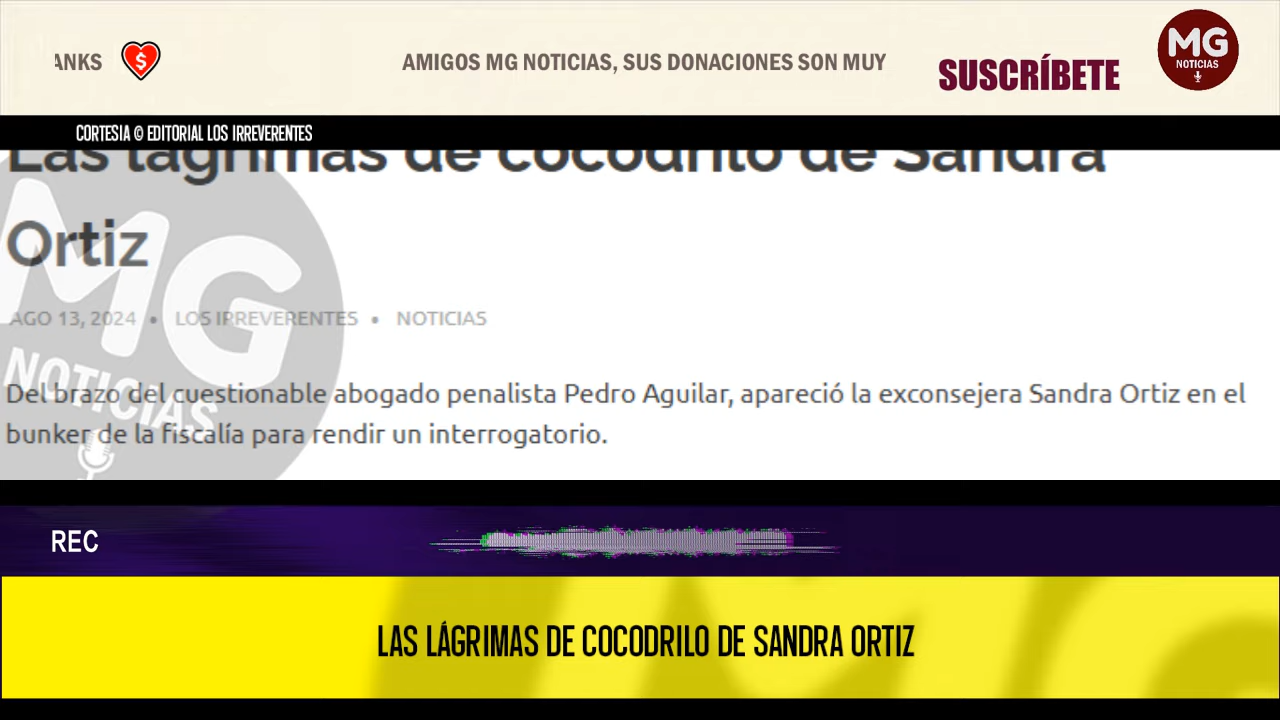 ANKS
AMIGOS MG NOTICIAS, SUS DONACIONES SON MUY
SUSCRÍBETE
MG
NOTICIAS
CORTESIA © EDITORIAL LOS IRREVERENTES
Las lágrimas de cocodrilo de Sandra
Ortiz
AGO 13, 2024 • LOS IRREVERENTES • NOTICIAS
Del brazo del cuestionable abogado penalista Pedro Aguilar, apareció la exconsejera Sandra Ortiz en el
bunker de la fiscalía para rendir un interrogatorio.
MG
NOTICIAS
REC
LAS LÁGRIMAS DE COCODRILO DE SANDRA ORTIZ